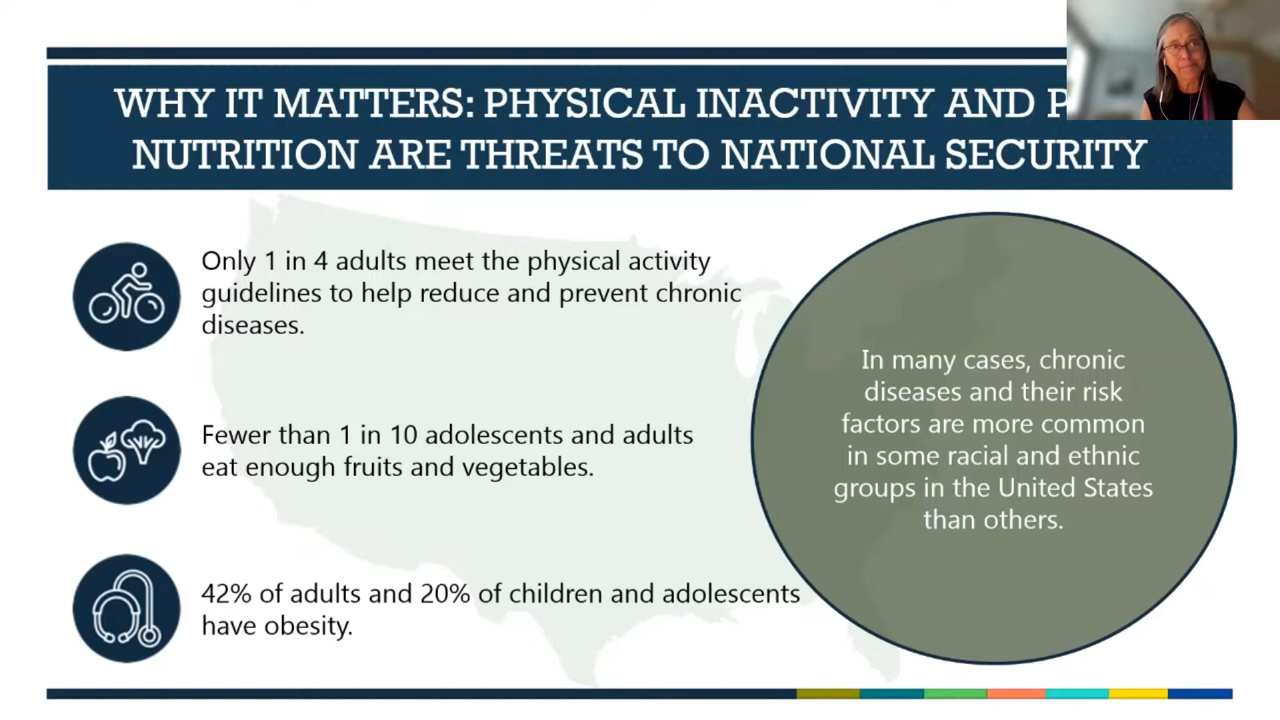 WHY IT MATTERS: PHYSICAL INACTIVITY AND
NUTRITION ARE THREATS TO NATIONAL SECURITY
Only 1 in 4 adults meet the physical activity
guidelines to help reduce and prevent chronic
diseases.
Fewer than 1 in 10 adolescents and adults
eat enough fruits and vegetables.
42% of adults and 20% of children and adolescents
have obesity.
In many cases, chronic
diseases and their risk
factors are more common
in some racial and ethnic
groups in the United States
than others.